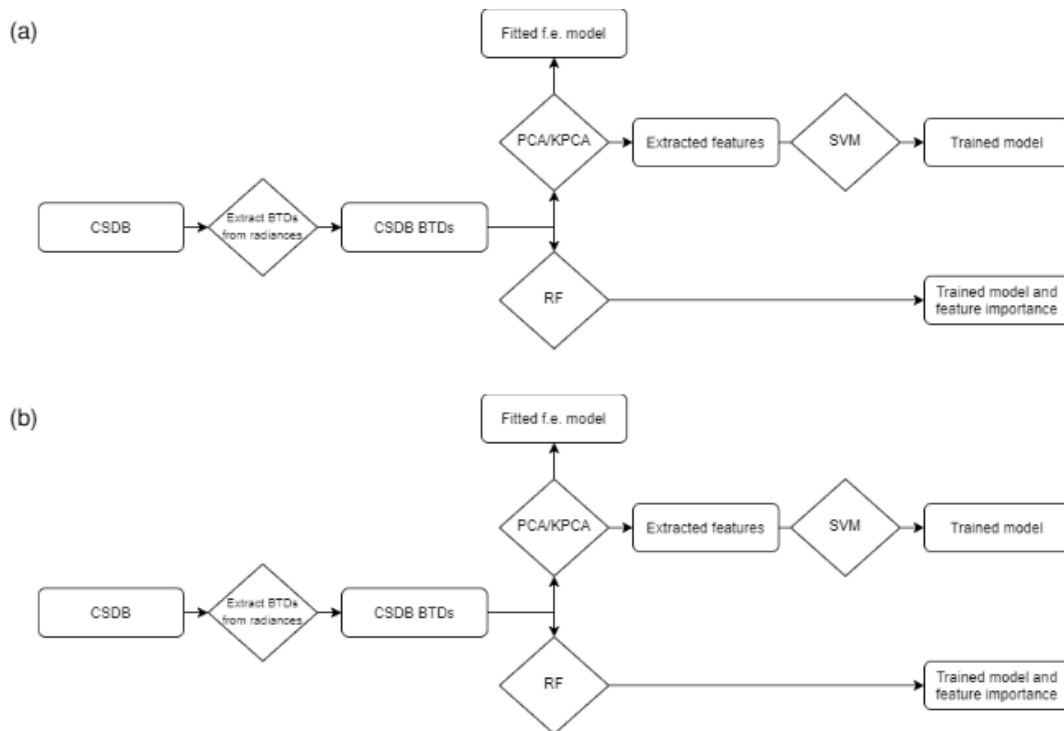 (a)
Fitted f.e. model
PCA/KPCA
Extracted features
SVM
Trained model
CSDB
Extract BTDs
from radiances
CSDB BTDs
RF
Trained model and
feature importance
(b)
Fitted f.e. model
PCA/KPCA
Extracted features
SVM
Trained model
CSDB
Extract BTDs
from radiances
CSDB BTDs
RF
Trained model and
feature importance